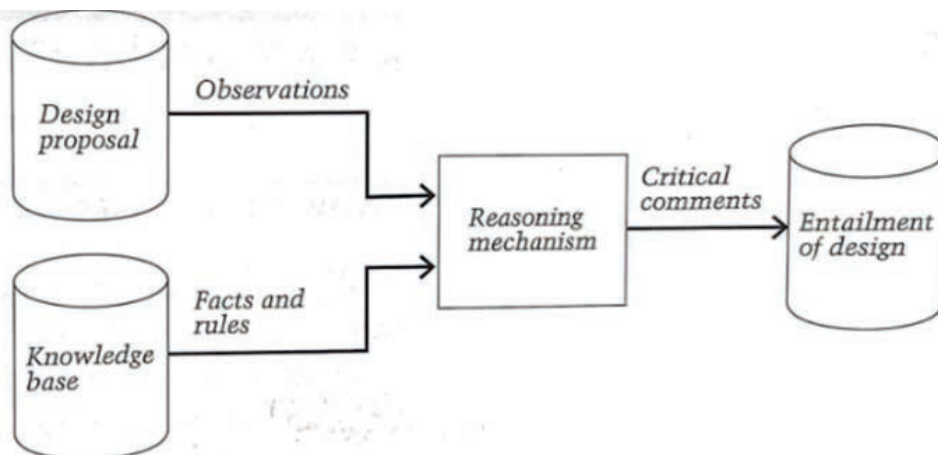 Design
proposal
Observations
Knowledge
base
Facts and
rules
Reasoning
mechanism
Critical
comments
Entailment
of design